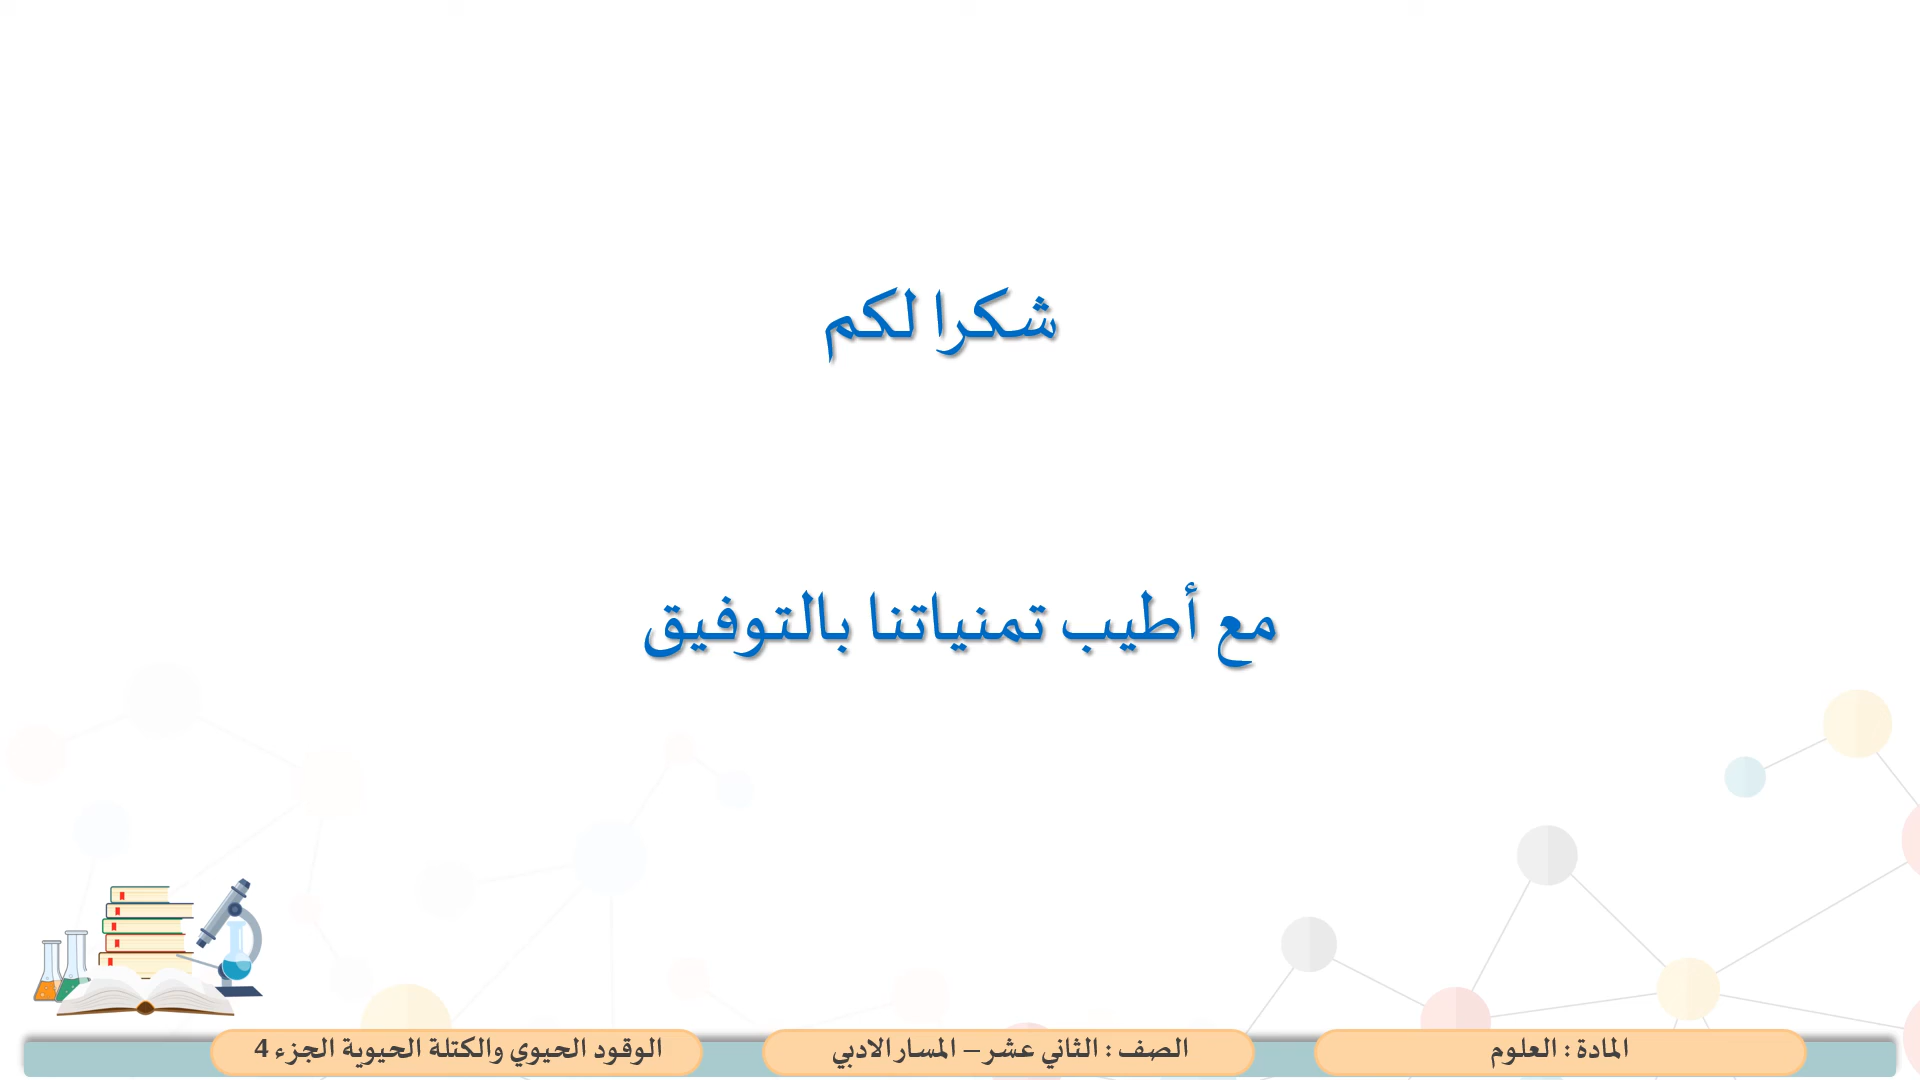 شكرا لكم
مع أطيب تمنياتنا بالتوفيق
المادة : العلوم
الصف : الثاني عشر – المسار الادبي
الوقود الحيوي والكتلة الحيوية الجزء 4